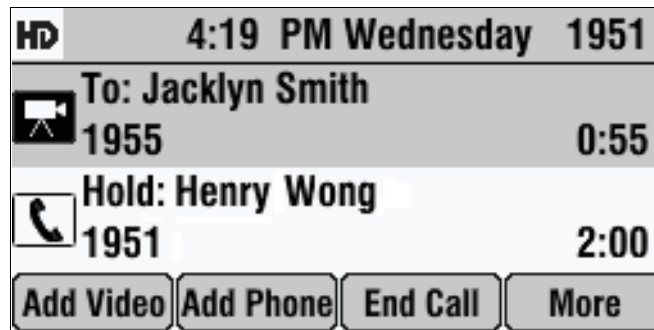 HD 4:19 PM Wednesday 1951
To: Jacklyn Smith
1955 0:55
Hold: Henry Wong
1951 2:00
Add Video Add Phone End Call More